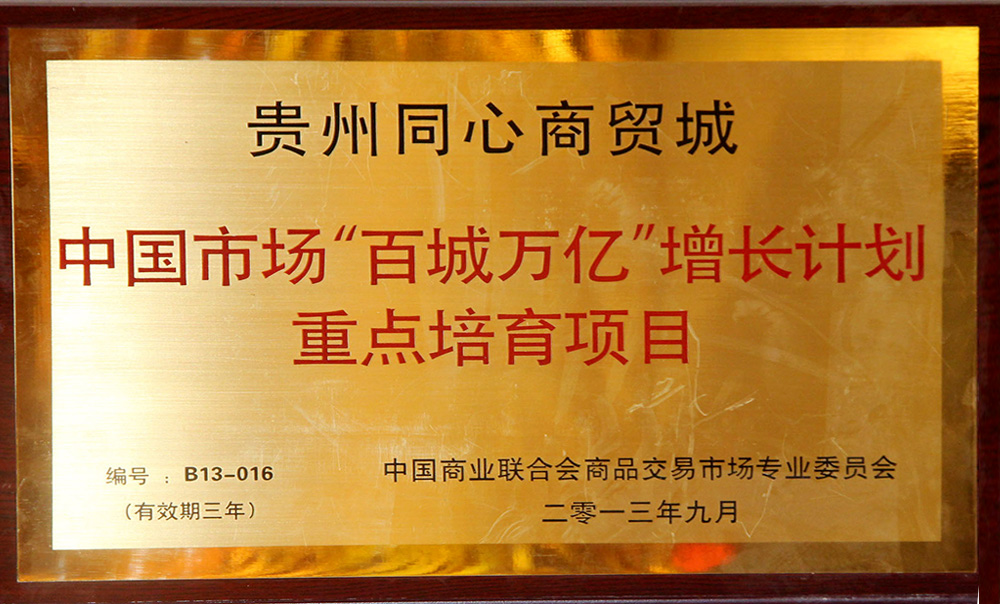 贵州同心商贸城
中国市场“百城万亿”增长计划
重点培育项目
编号：B13-016
（有效期三年）
中国商业联合会商品交易市场专业委员会
二零一三年九月